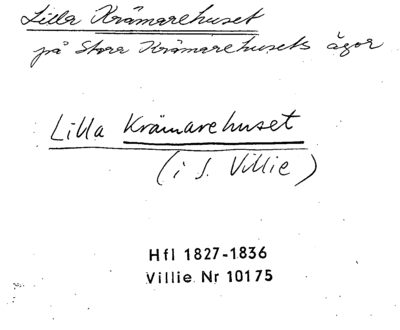 Lilla Krämarehuset
på Stora Krämarehusets ägor
Lilla Krämarehuset
(i S. Villie)
Hfl 1827-1836
Villie Nr 10175